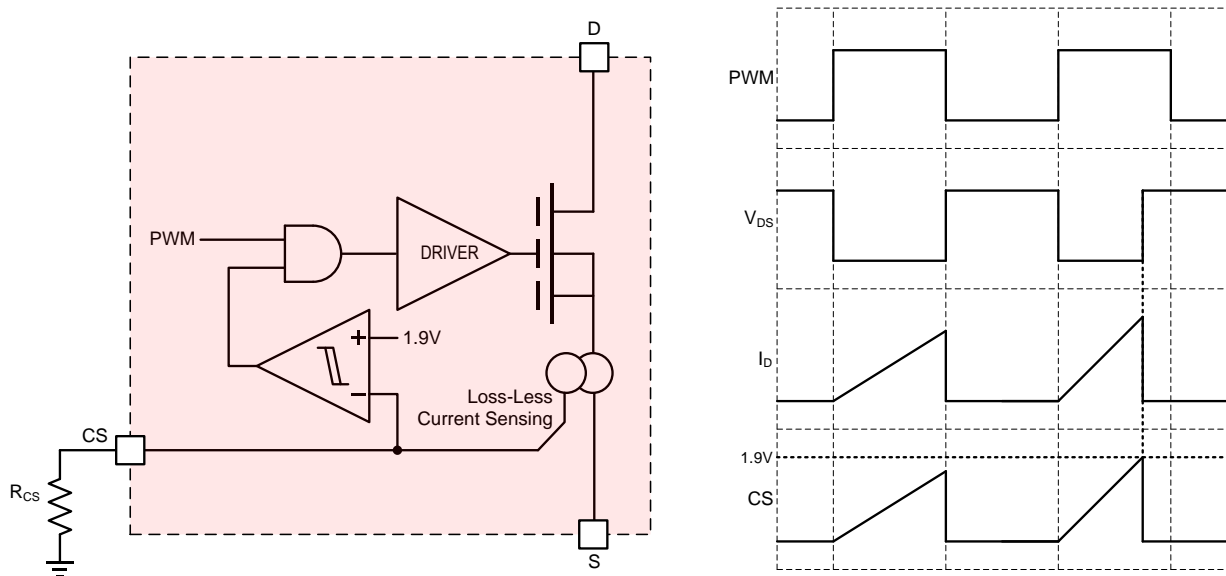 D
PWM
DRIVER
+
1.9V
−
Loss-Less
Current Sensing
CS
RCS
S
PWM
VDS
ID
1.9V
CS